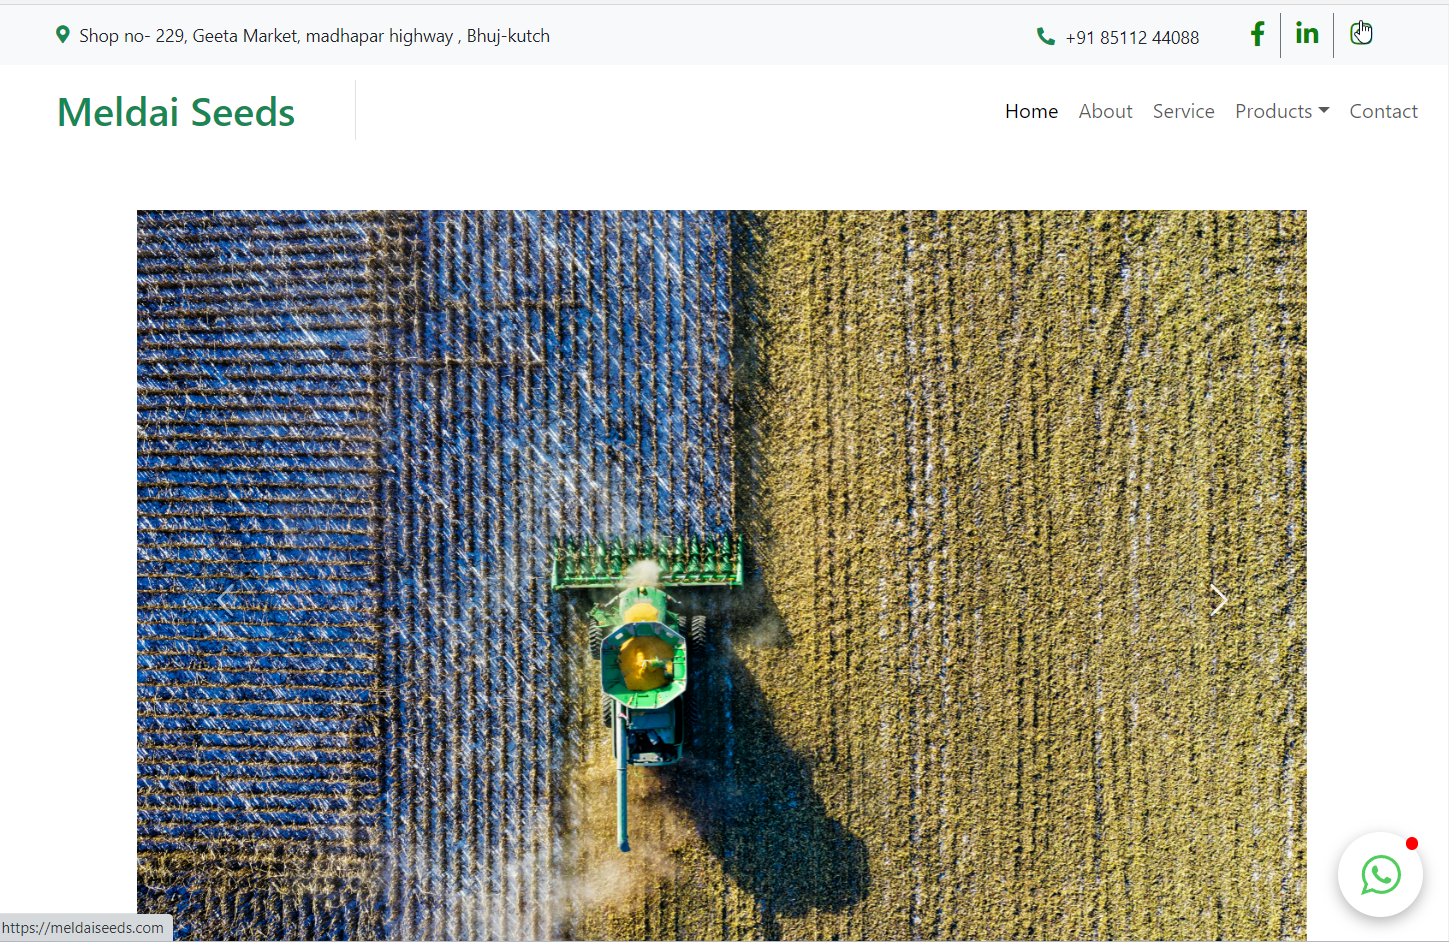 Shop no- 229, Geeta Market, madhapar highway , Bhuj-kutch
+91 85112 44088
Meldai Seeds
Home About Service Products Contact
https://meldaiseeds.com